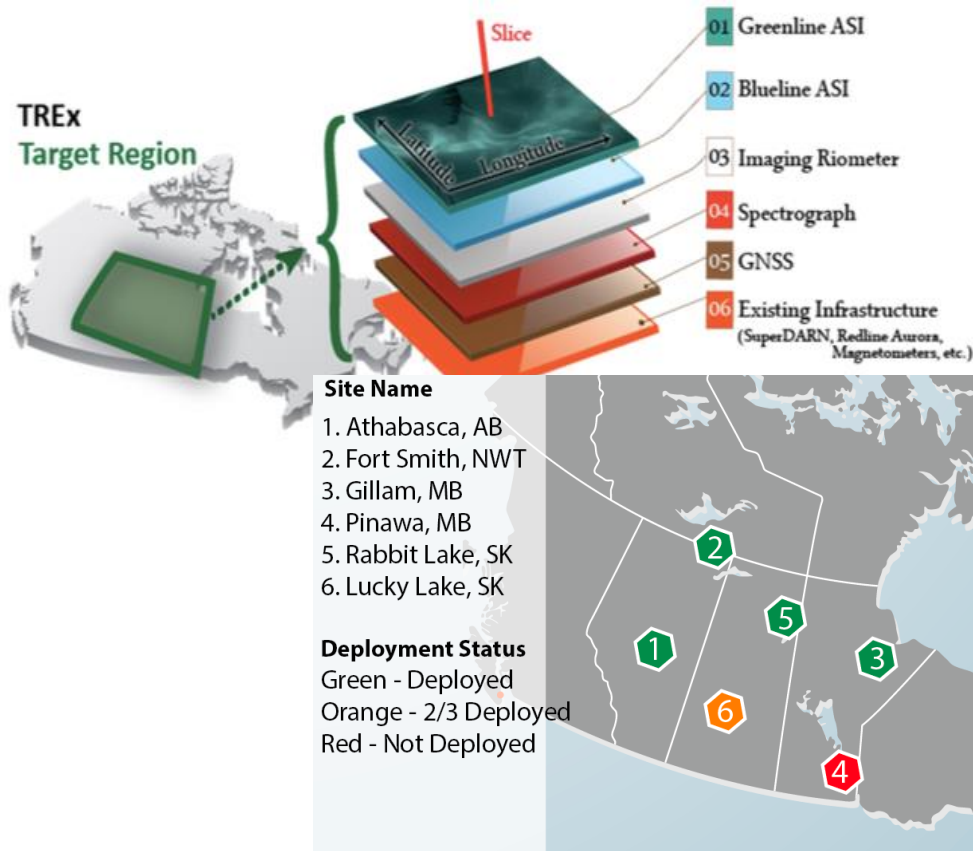 TREx
Target Region
Slice
Latitude
Longitude
01 Greenline ASI
02 Blueline ASI
03 Imaging Riometer
04 Spectrograph
05 GNSS
06 Existing Infrastructure
(SuperDARN, Redline Aurora,
Magnetometers, etc.)
Site Name
1. Athabasca, AB
2. Fort Smith, NWT
3. Gillam, MB
4. Pinawa, MB
5. Rabbit Lake, SK
6. Lucky Lake, SK
Deployment Status
Green - Deployed
Orange - 2/3 Deployed
Red - Not Deployed
2
5
1
3
6
4